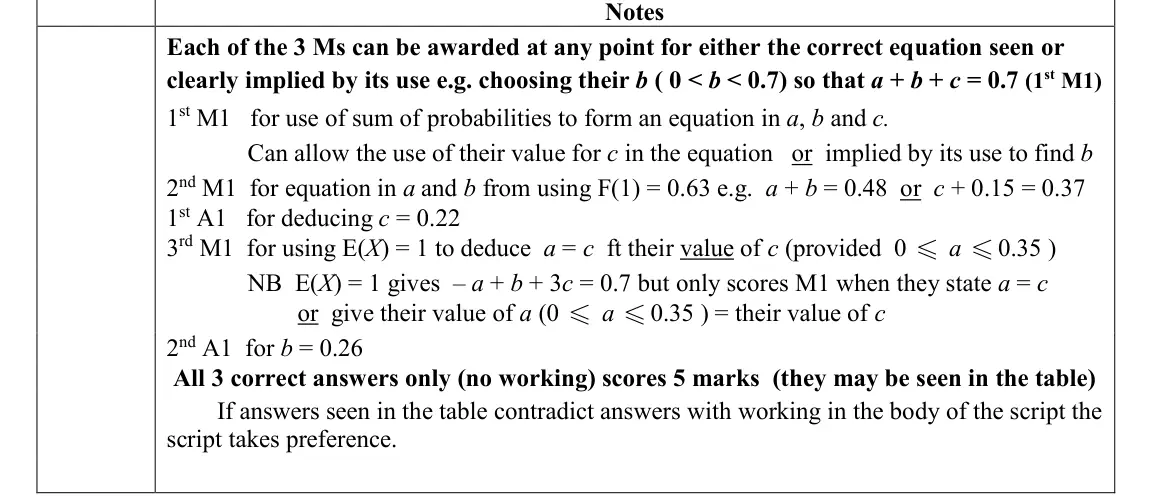 Notes
Each of the 3 Ms can be awarded at any point for either the correct equation seen or
clearly implied by its use e.g. choosing their b ( 0 < b < 0.7) so that a + b + c = 0.7 (1st M1)
1st M1 for use of sum of probabilities to form an equation in a, b and c.
Can allow the use of their value for c in the equation or implied by its use to find b
2nd M1 for equation in a and b from using F(1) = 0.63 e.g. a + b = 0.48 or c + 0.15 = 0.37
1st A1 for deducing c = 0.22
3rd M1 for using E(X) = 1 to deduce a = c ft their value of c (provided 0 ⩽ a ⩽ 0.35 )
NB E(X) = 1 gives – a + b + 3c = 0.7 but only scores M1 when they state a = c
or give their value of a (0 ⩽ a ⩽ 0.35 ) = their value of c
2nd A1 for b = 0.26
All 3 correct answers only (no working) scores 5 marks (they may be seen in the table)
If answers seen in the table contradict answers with working in the body of the script the
script takes preference.